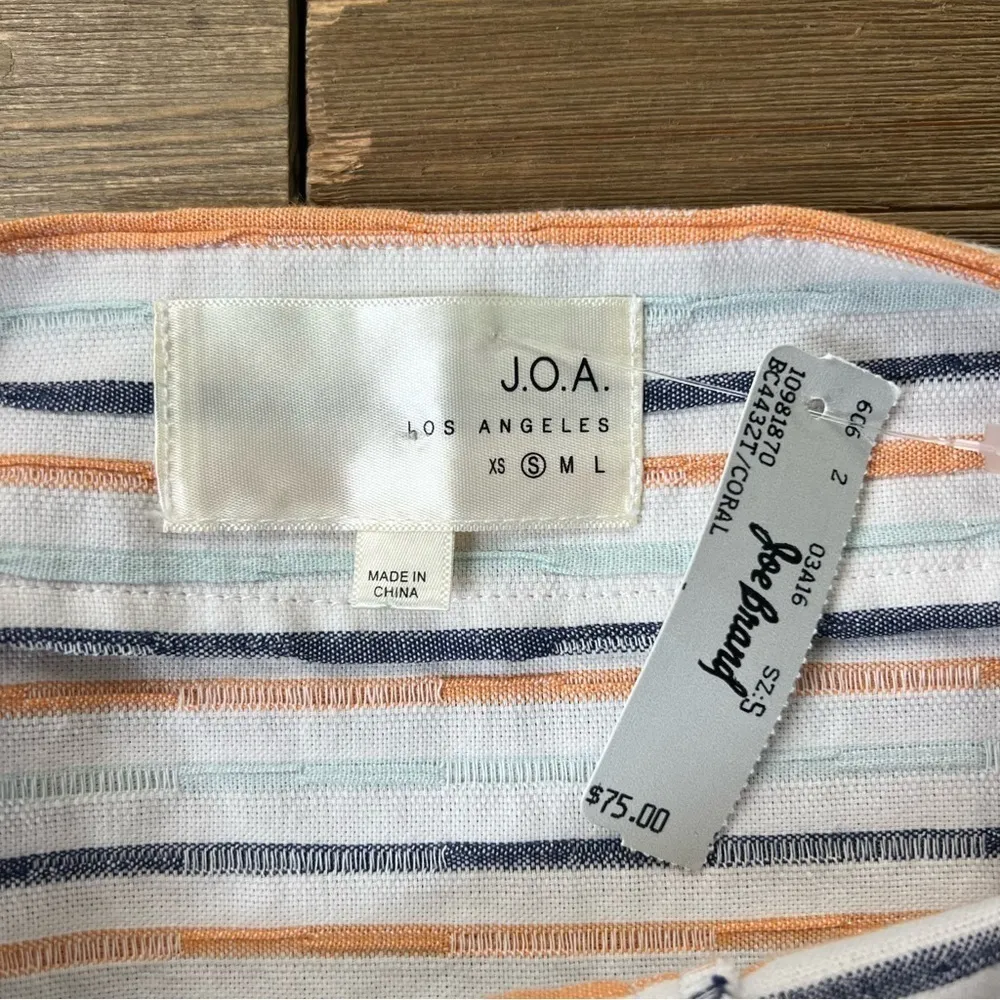 J.O.A.
LOS ANGELES
XS S M L
MADE IN
CHINA
606 2 03A16 SZ:S
10981870
BC4432T/CORAL
Joe Brand
$75.00